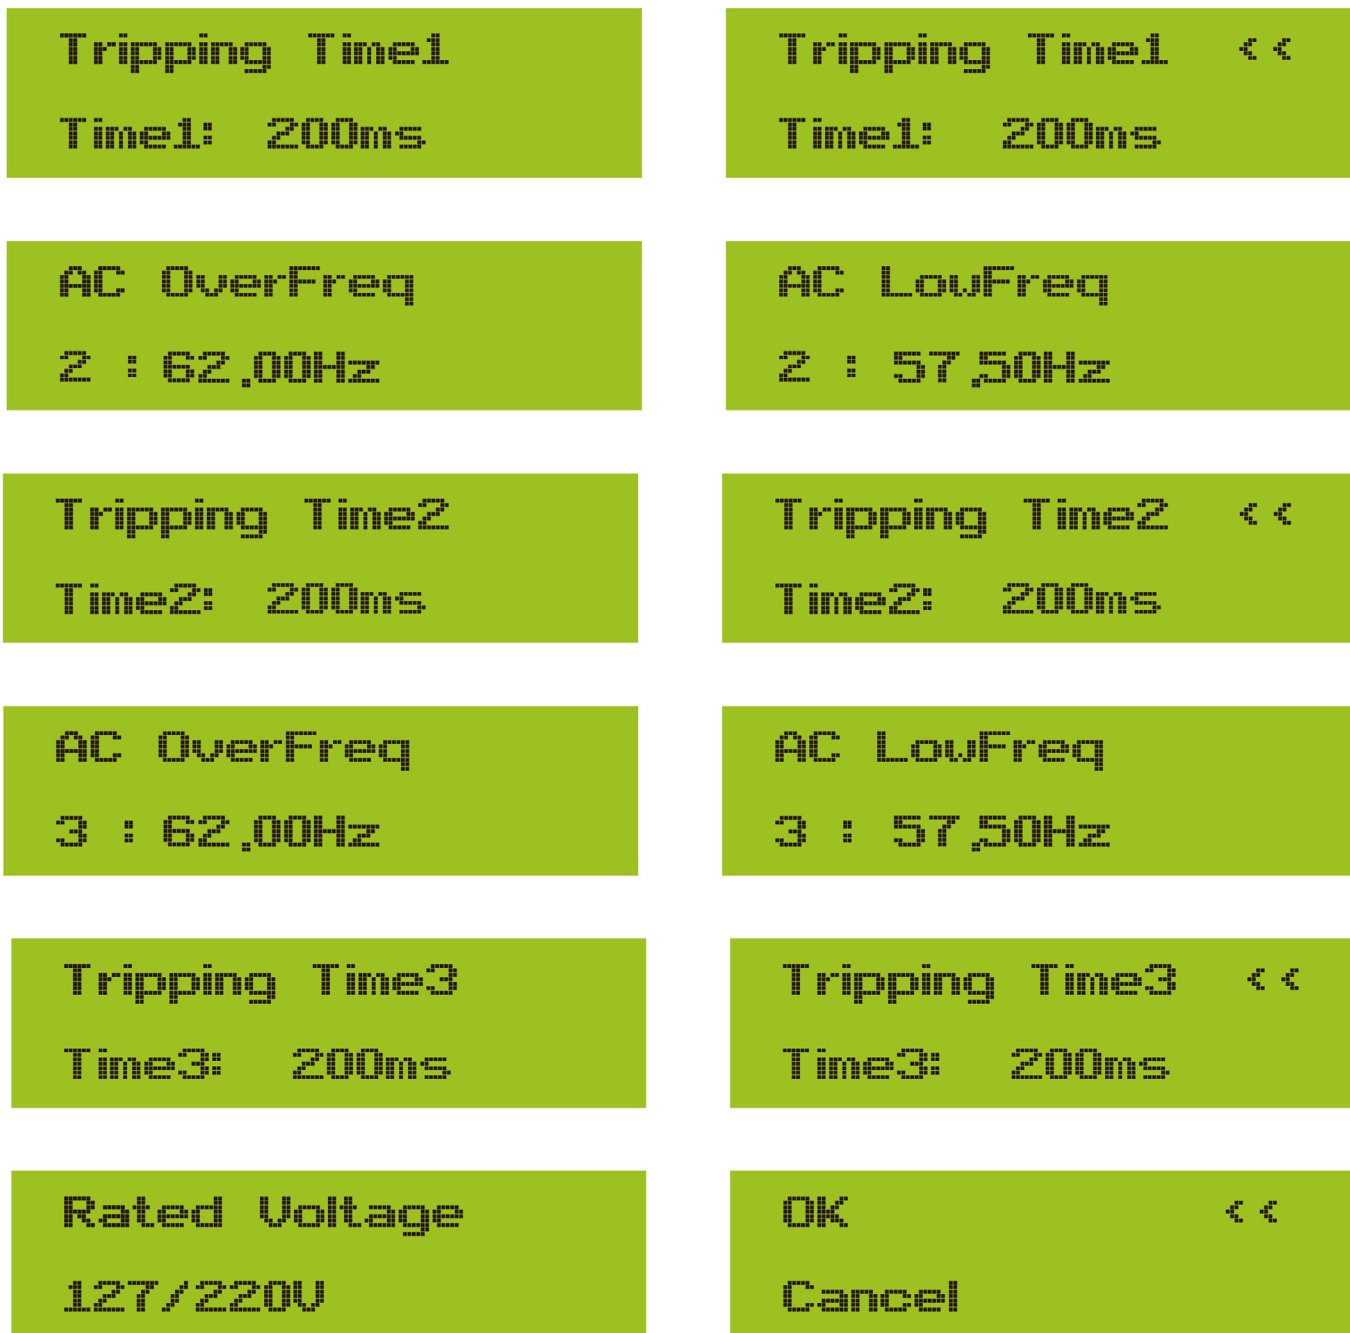 Tripping Time1
Time1: 200ms
Tripping Time1 <<
Time1: 200ms
AC OverFreq
2 : 62.00Hz
AC LowFreq
2 : 57.50Hz
Tripping Time2
Time2: 200ms
Tripping Time2 <<
Time2: 200ms
AC OverFreq
3 : 62.00Hz
AC LowFreq
3 : 57.50Hz
Tripping Time3
Time3: 200ms
Tripping Time3 <<
Time3: 200ms
Rated Voltage
127/220V
OK <<
Cancel